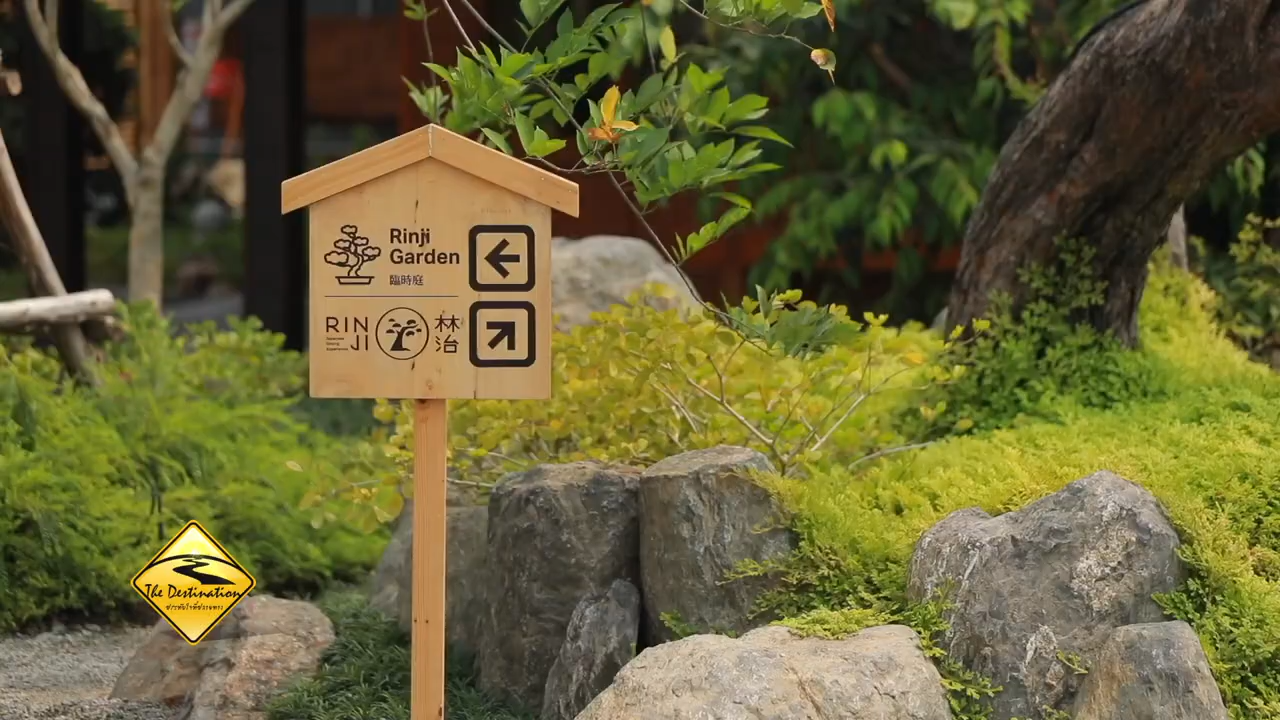 Rinji
Garden
臨時庭
RIN
JI
林
治
The Destination